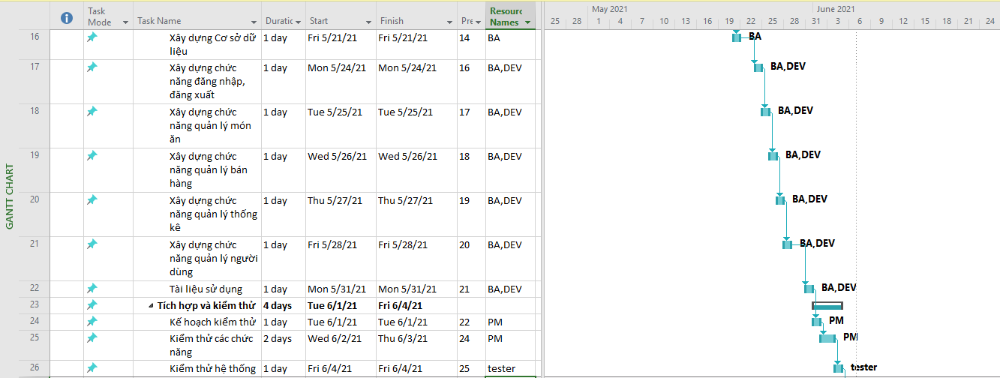 GANTT CHART
Task
Mode
Task Name
Duratic
Start
Finish
Pre
Resourc
Names
May 2021
June 2021
25 28 1 4 7 10 13 16 19 22 25 28 31 3 6 9 12 15 18 21 24
16 Xây dựng Cơ sở dữ 1 day Fri 5/21/21 Fri 5/21/21 14 BA BA
liệu
17 Xây dựng chức 1 day Mon 5/24/21 Mon 5/24/21 16 BA,DEV BA,DEV
năng đăng nhập,
đăng xuất
18 Xây dựng chức 1 day Tue 5/25/21 Tue 5/25/21 17 BA,DEV BA,DEV
năng quản lý món
ăn
19 Xây dựng chức 1 day Wed 5/26/21 Wed 5/26/21 18 BA,DEV BA,DEV
năng quản lý bán
hàng
20 Xây dựng chức 1 day Thu 5/27/21 Thu 5/27/21 19 BA,DEV BA,DEV
năng quản lý thống
kê
21 Xây dựng chức 1 day Fri 5/28/21 Fri 5/28/21 20 BA,DEV BA,DEV
năng quản lý người
dùng
22 Tài liệu sử dụng 1 day Mon 5/31/21 Mon 5/31/21 21 BA,DEV BA,DEV
23 Tích hợp và kiểm thử 4 days Tue 6/1/21 Fri 6/4/21
24 Kế hoạch kiểm thử 1 day Tue 6/1/21 Tue 6/1/21 22 PM PM
25 Kiểm thử các chức 2 days Wed 6/2/21 Thu 6/3/21 24 PM PM
năng
26 Kiểm thử hệ thống 1 day Fri 6/4/21 Fri 6/4/21 25 tester tester